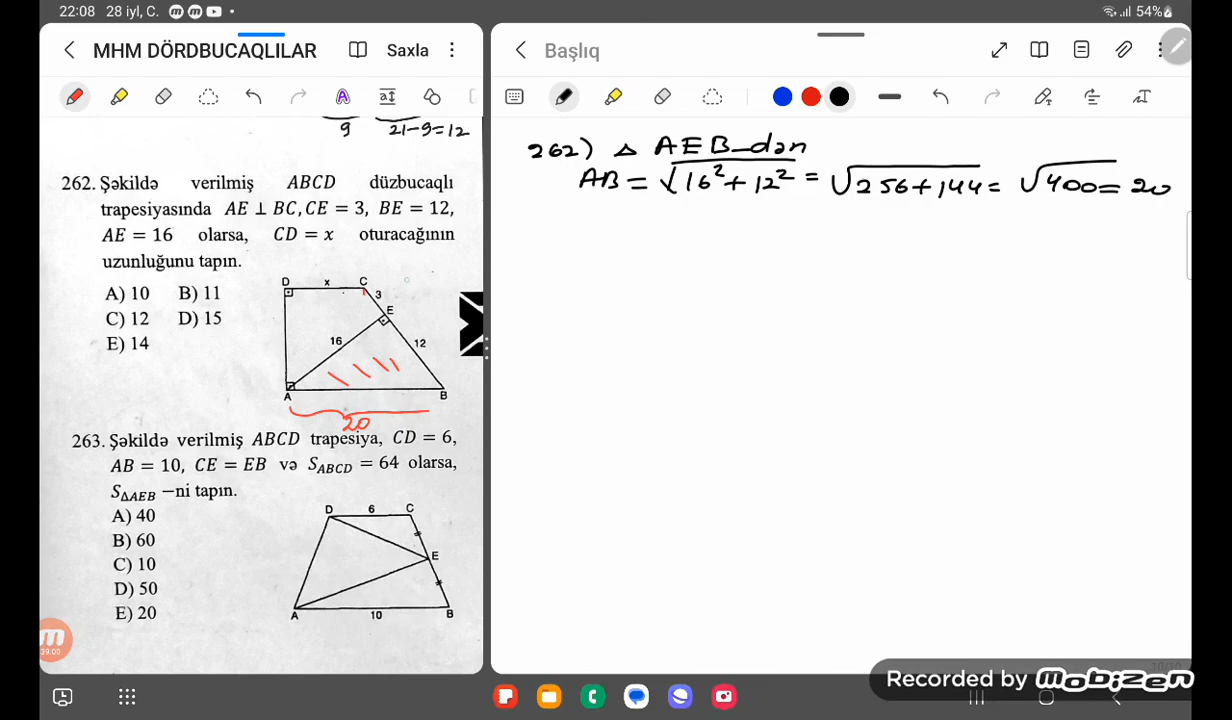 22:08 28 iyl, C. 54%
MHM DÖRDBUCAQLILAR Saxla
Başlıq
9 21-9=12
262. Şəkildə verilmiş ABCD düzbucaqlı
trapesiyasında AE ⊥ BC, CE = 3, BE = 12,
AE = 16 olarsa, CD = x oturacağının
uzunluğunu tapın.
A) 10 B) 11
C) 12 D) 15
E) 14
D x C
3
E
16 12
A B
20
263. Şəkildə verilmiş ABCD trapesiya, CD = 6,
AB = 10, CE = EB və S_ABCD = 64 olarsa,
S_ΔAEB –ni tapın.
A) 40
B) 60
C) 10
D) 50
E) 20
D 6 C
E
A 10 B
29:00
262) △ AEB-dən
AB = √16²+12² = √256+144 = √400 = 20
10/10
Recorded by mobizen